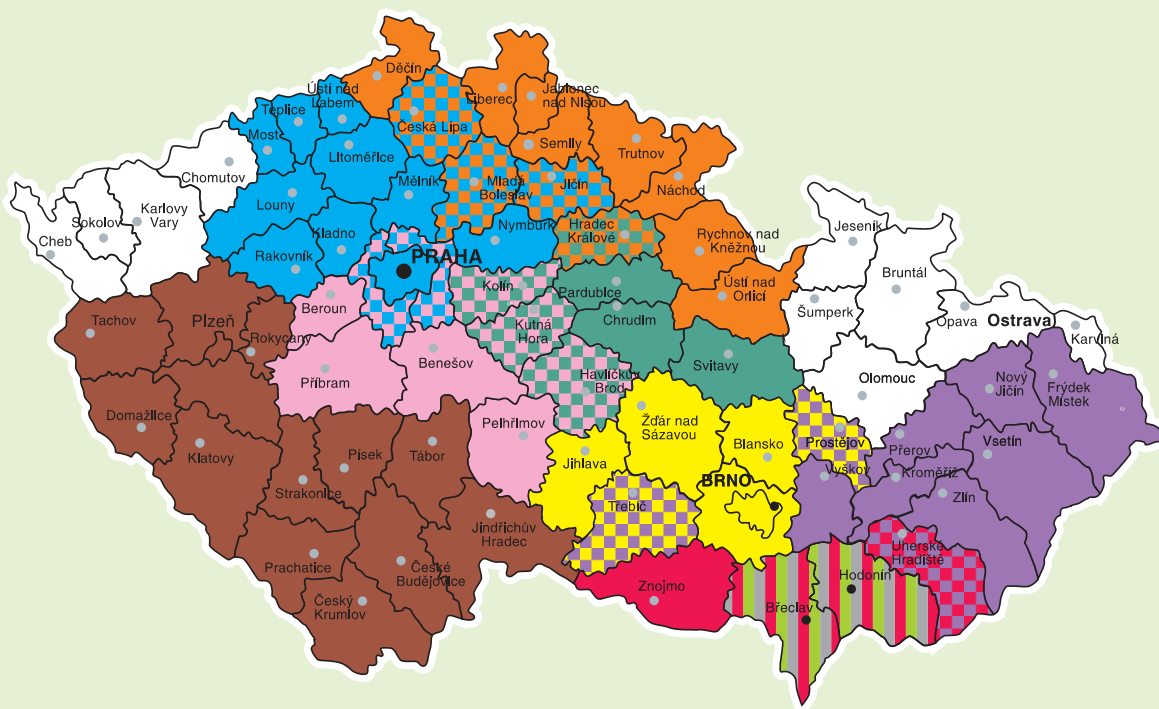 Děčín
Ústí nad
Labem
Teplice
Most
Chomutov
Litoměřice
Česká Lípa
Liberec
Jablonec
nad Nisou
Semily
Trutnov
Náchod
Jičín
Mladá
Boleslav
Mělník
Louny
Karlovy
Vary
Sokolov
Cheb
Kladno
Rakovník
PRAHA
Nymburk
Hradec
Králové
Rychnov nad
Kněžnou
Ústí nad
Orlicí
Jeseník
Bruntál
Šumperk
Opava
Ostrava
Karviná
Kolín
Pardubice
Chrudim
Kutná
Hora
Beroun
Plzeň
Rokycany
Tachov
Příbram
Benešov
Havlíčkův
Brod
Svitavy
Olomouc
Nový
Jičín
Frýdek
Místek
Domažlice
Klatovy
Písek
Tábor
Pelhřimov
Žďár nad
Sázavou
Blansko
Prostějov
Přerov
Vsetín
Strakonice
Jihlava
BRNO
Vyškov
Kroměříž
Zlín
Třebíč
Jindřichův
Hradec
Prachatice
České
Budějovice
Uherské
Hradiště
Český
Krumlov
Znojmo
Hodonín
Břeclav